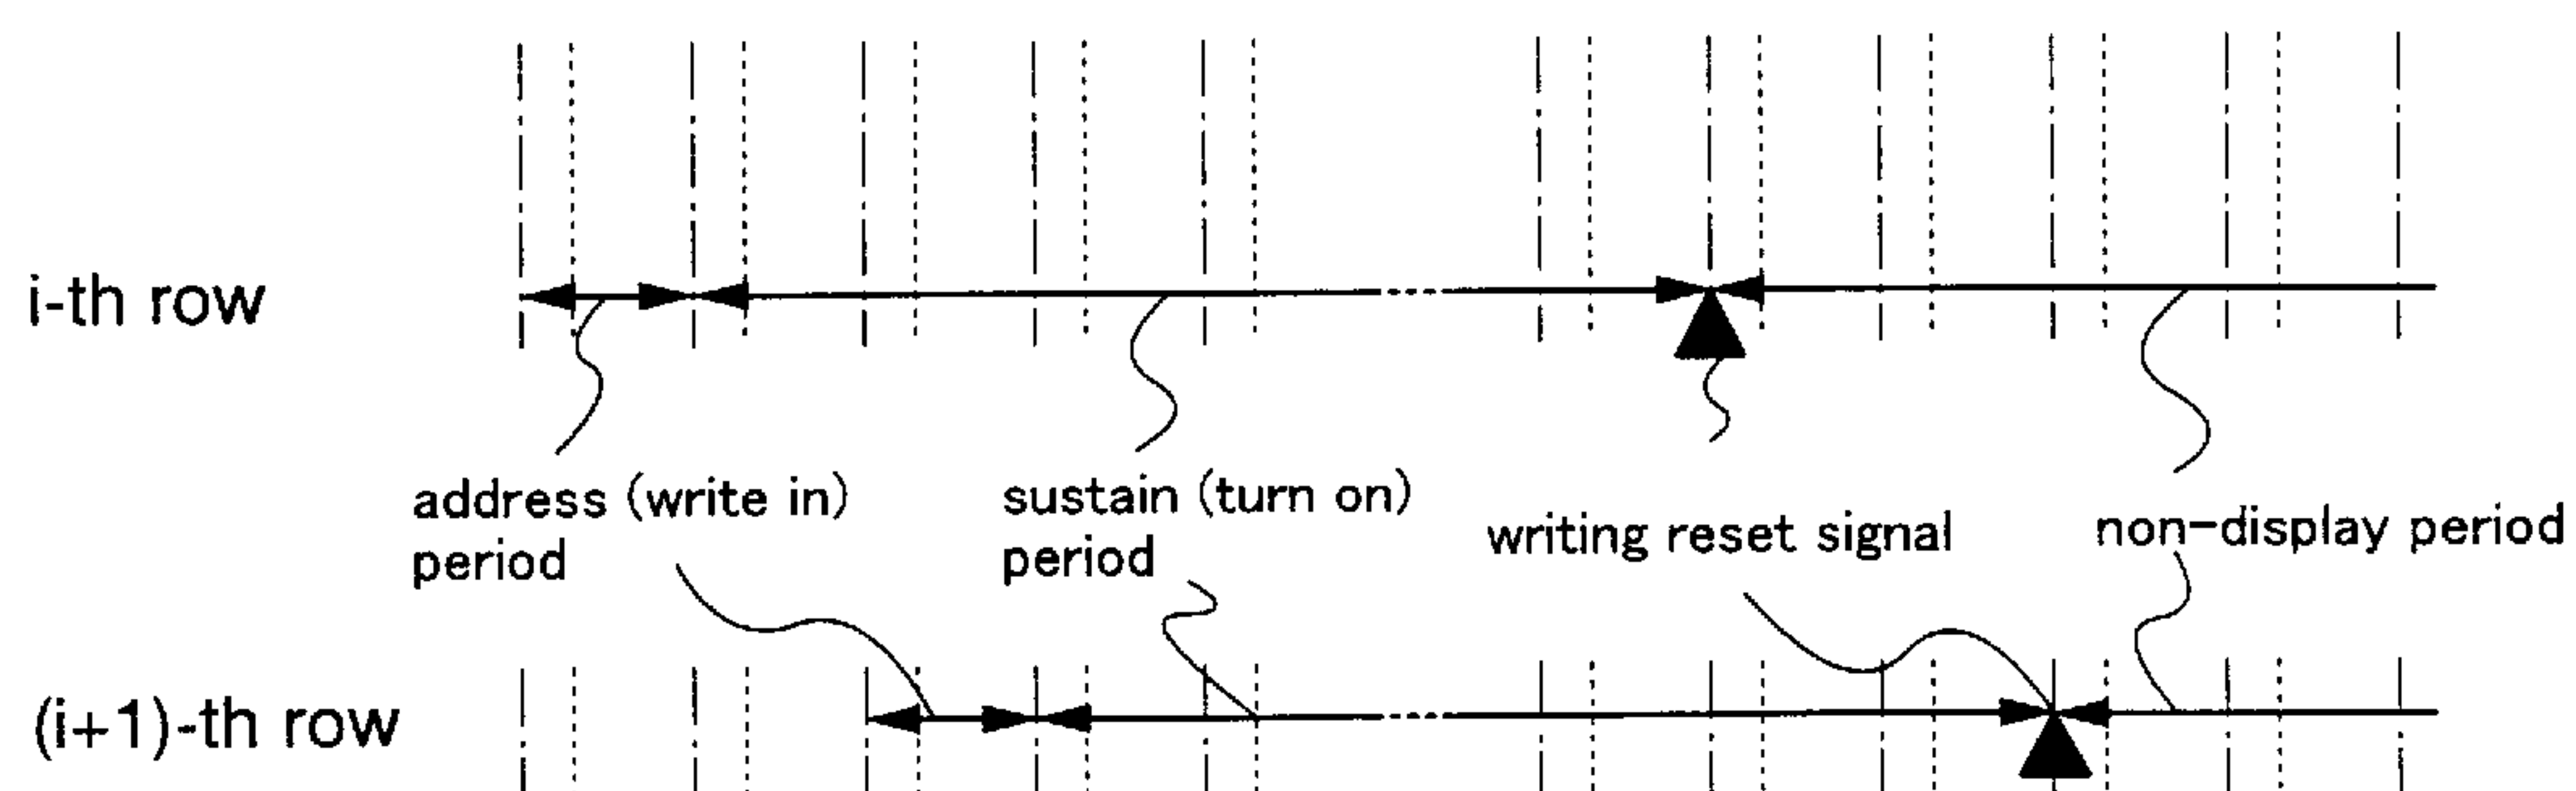 i-th row
address (write in)
period
sustain (turn on)
period
writing reset signal
non-display period
(i+1)-th row